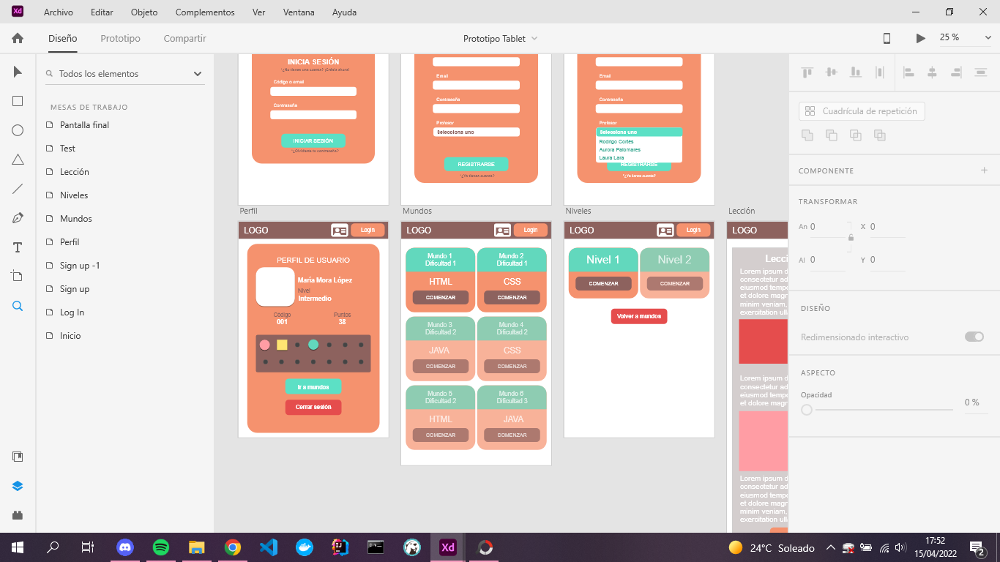 Xd
Archivo
Editar
Objeto
Complementos
Ver
Ventana
Ayuda
Diseño
Prototipo
Compartir
Prototipo Tablet
25 %
Todos los elementos
MESAS DE TRABAJO
Pantalla final
Test
Lección
Niveles
Mundos
Perfil
Sign up -1
Sign up
Log In
Inicio
INICIA SESIÓN
¿No tienes una cuenta? ¡Créala ahora!
Código o email
Contraseña
INICIAR SESIÓN
¿Olvidaste tu contraseña?
Email
Contraseña
Profesor
Selecciona uno
REGISTRARSE
¿Ya tienes cuenta?
Email
Contraseña
Profesor
Selecciona uno
Rodrigo Cortés
Aurora Palomares
Laura Lara
REGISTRARSE
¿Ya tienes cuenta?
Perfil
LOGO
Login
PERFIL DE USUARIO
María Mora López
Nivel
Intermedio
Código
001
Puntos
38
Ir a mundos
Cerrar sesión
Mundos
LOGO
Login
Mundo 1
Dificultad 1
HTML
COMENZAR
Mundo 2
Dificultad 1
CSS
COMENZAR
Mundo 3
Dificultad 2
JAVA
COMENZAR
Mundo 4
Dificultad 2
CSS
COMENZAR
Mundo 5
Dificultad 2
HTML
COMENZAR
Mundo 6
Dificultad 3
JAVA
COMENZAR
Niveles
LOGO
Login
Nivel 1
COMENZAR
Nivel 2
COMENZAR
Volver a mundos
Lección
LOGO
Lecci
Lorem ipsum d
consectetur ad
eiusmod tempo
et dolore magn
minim veniam,
exercitation ull
Lorem ipsum d
consectetur ad
eiusmod tempo
et dolore magn
Lorem ipsum d
consectetur ad
eiusmod tempo
et dolore magn
minim veniam,
exercitation ull
Cuadrícula de repetición
COMPONENTE
TRANSFORMAR
An 0
X 0
Al 0
Y 0
DISEÑO
Redimensionado interactivo
ASPECTO
Opacidad
0 %
Xd
24°C Soleado
17:52
15/04/2022
2